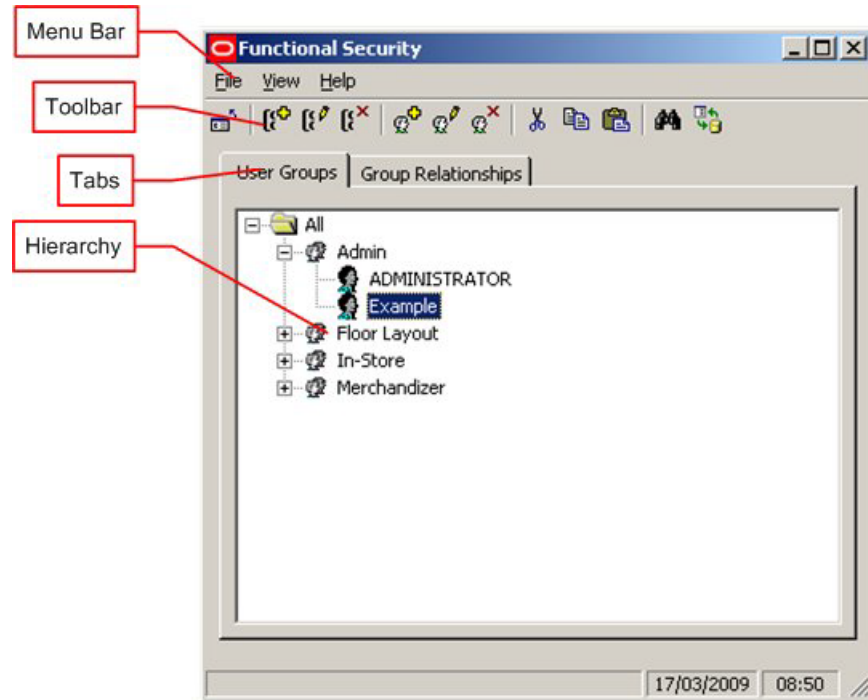 Menu Bar
Functional Security
File View Help
Toolbar
Tabs
User Groups Group Relationships
Hierarchy
All
Admin
ADMINISTRATOR
Example
Floor Layout
In-Store
Merchandizer
17/03/2009 08:50